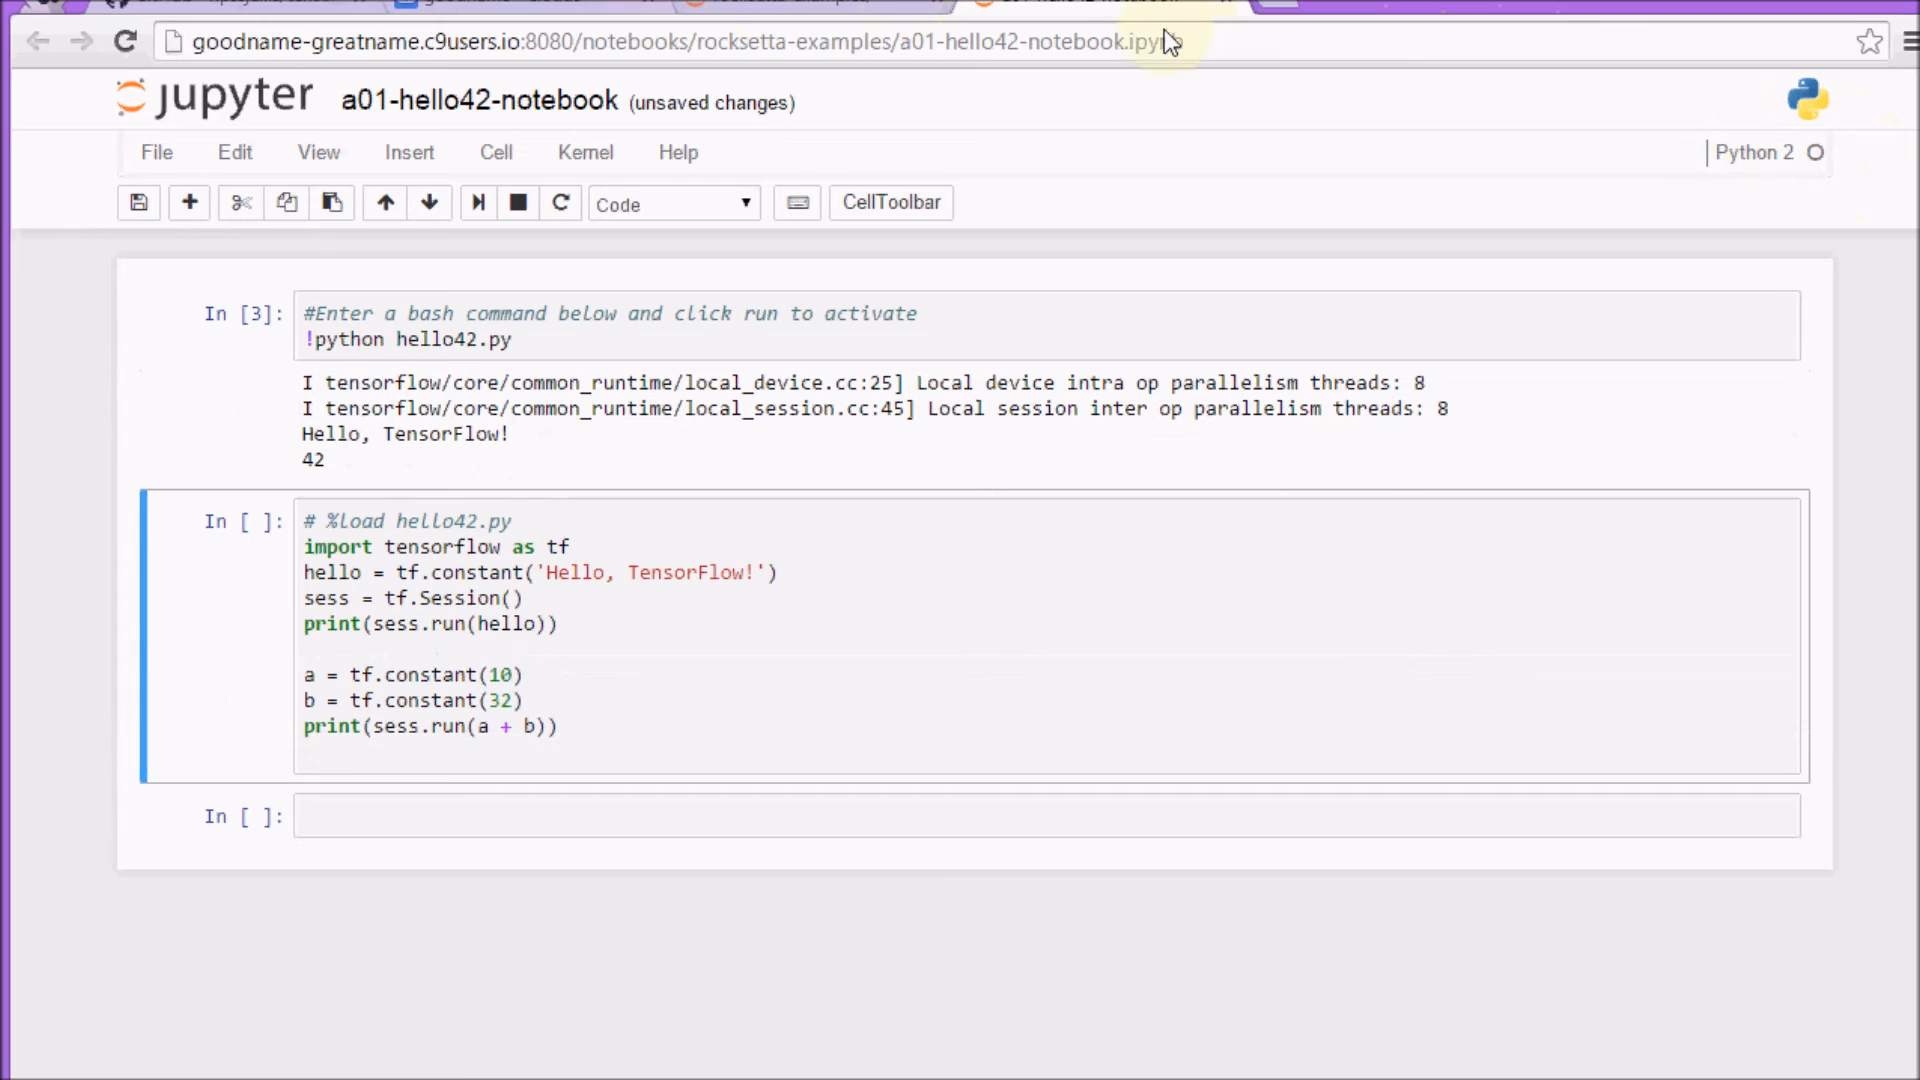 goodname-greatname.c9users.io:8080/notebooks/rocksetta-examples/a01-hello42-notebook.ipynb
jupyter a01-hello42-notebook (unsaved changes)
File Edit View Insert Cell Kernel Help Python 2
Code CellToolbar
In [3]: #Enter a bash command below and click run to activate
!python hello42.py
I tensorflow/core/common_runtime/local_device.cc:25] Local device intra op parallelism threads: 8
I tensorflow/core/common_runtime/local_session.cc:45] Local session inter op parallelism threads: 8
Hello, TensorFlow!
42
In [ ]: # %load hello42.py
import tensorflow as tf
hello = tf.constant('Hello, TensorFlow!')
sess = tf.Session()
print(sess.run(hello))
a = tf.constant(10)
b = tf.constant(32)
print(sess.run(a + b))
In [ ]: